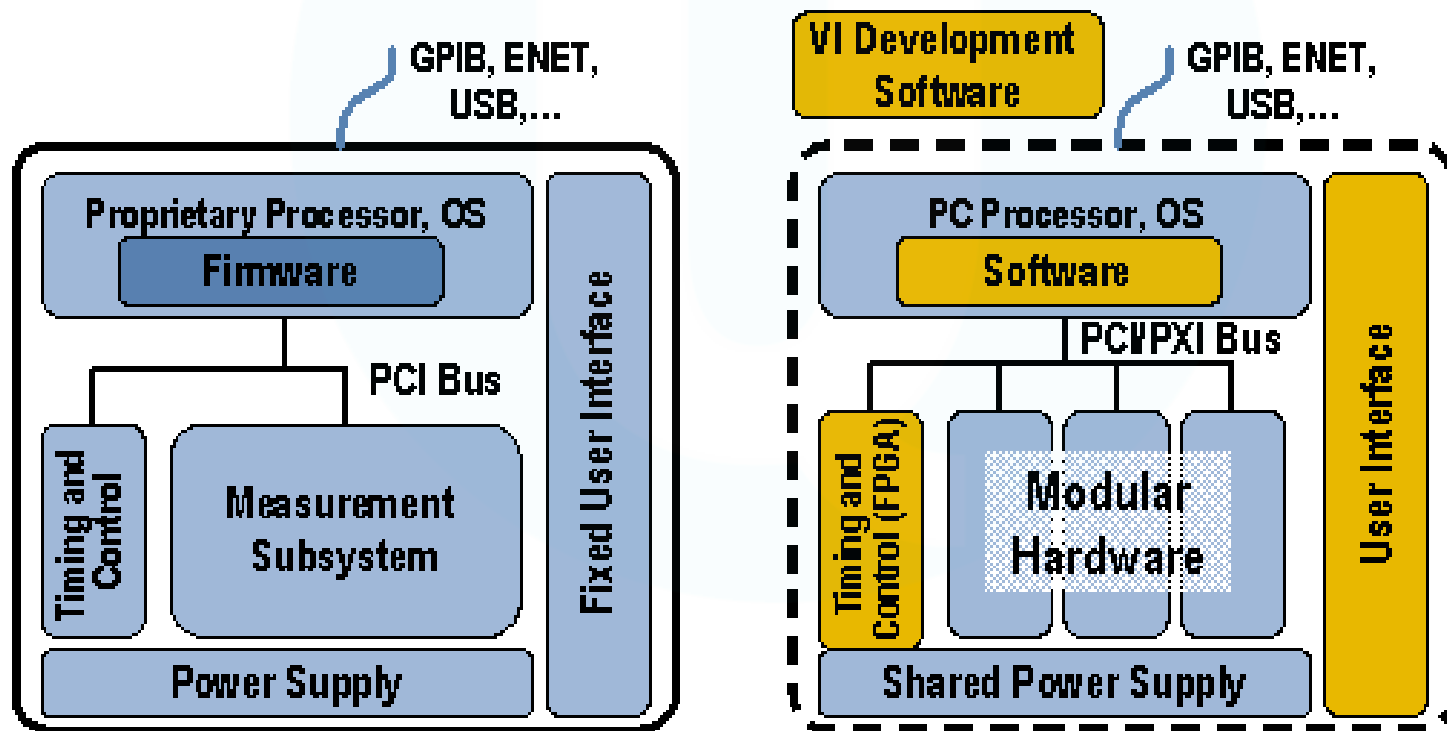 GPIB, ENET,
USB,...
Proprietary Processor, OS
Firmware
PCI Bus
Timing and
Control
Measurement
Subsystem
Fixed User Interface
Power Supply
VI Development
Software
GPIB, ENET,
USB,...
PC Processor, OS
Software
PCI/PXI Bus
Timing and
Control (FPGA)
Modular
Hardware
User Interface
Shared Power Supply